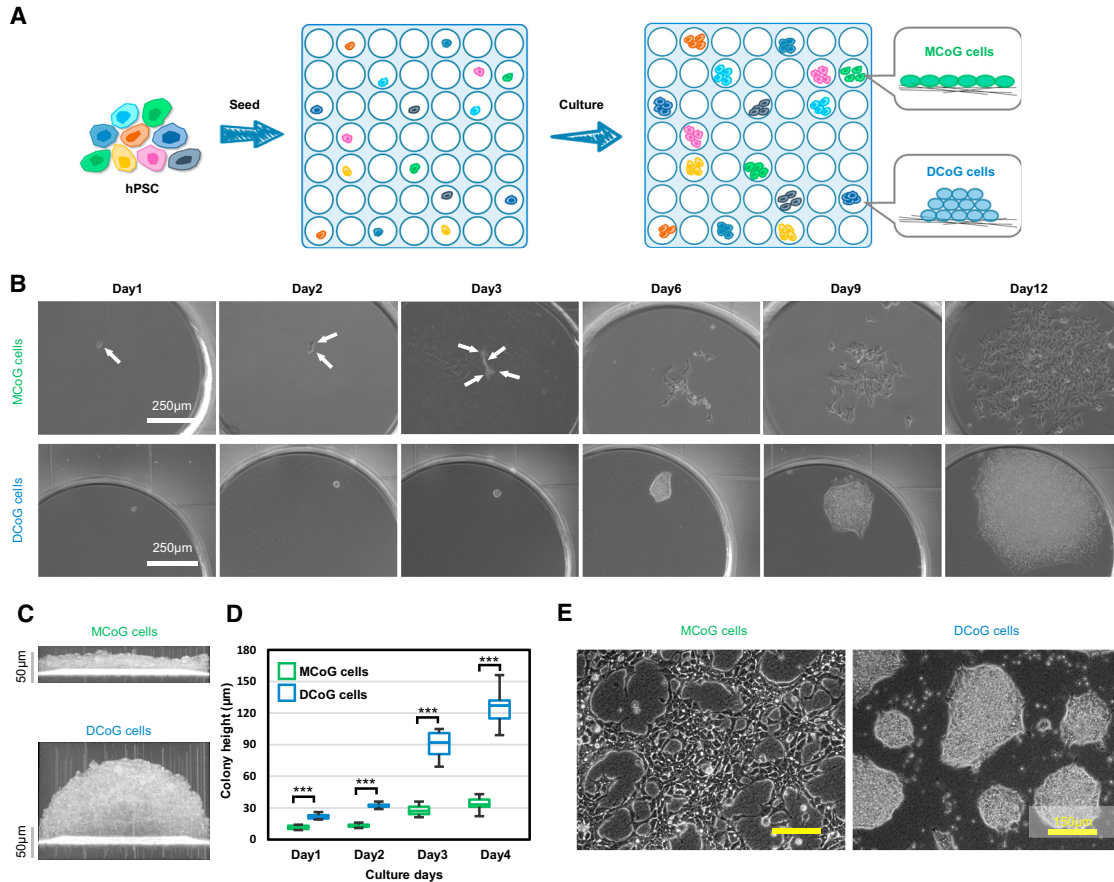 A
Seed
Culture
hPSC
MCoG cells
DCoG cells
B
Day1
Day2
Day3
Day6
Day9
Day12
MCoG cells
250μm
DCoG cells
250μm
C
MCoG cells
50μm
DCoG cells
50μm
D
Colony height (μm)
180
150
120
90
60
30
0
MCoG cells
DCoG cells
***
***
***
***
Day1
Day2
Day3
Day4
Culture days
E
MCoG cells
DCoG cells
150μm